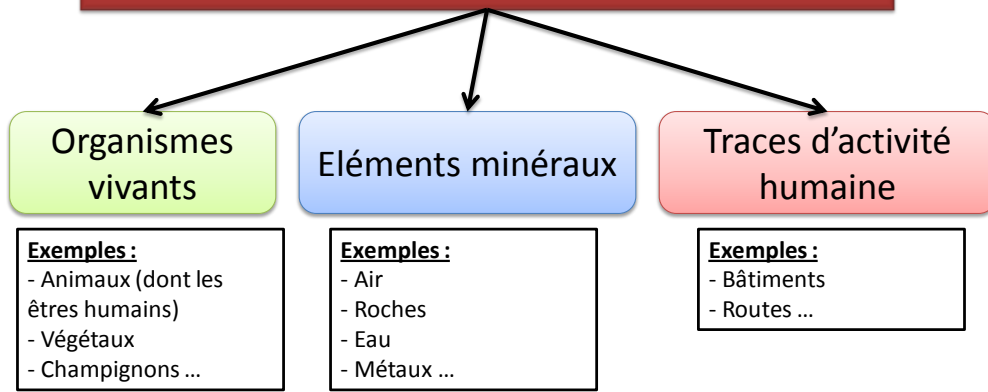 Organismes
vivants
Eléments minéraux
Traces d’activité
humaine
Exemples :
- Animaux (dont les
êtres humains)
- Végétaux
- Champignons ...
Exemples :
- Air
- Roches
- Eau
- Métaux ...
Exemples :
- Bâtiments
- Routes ...